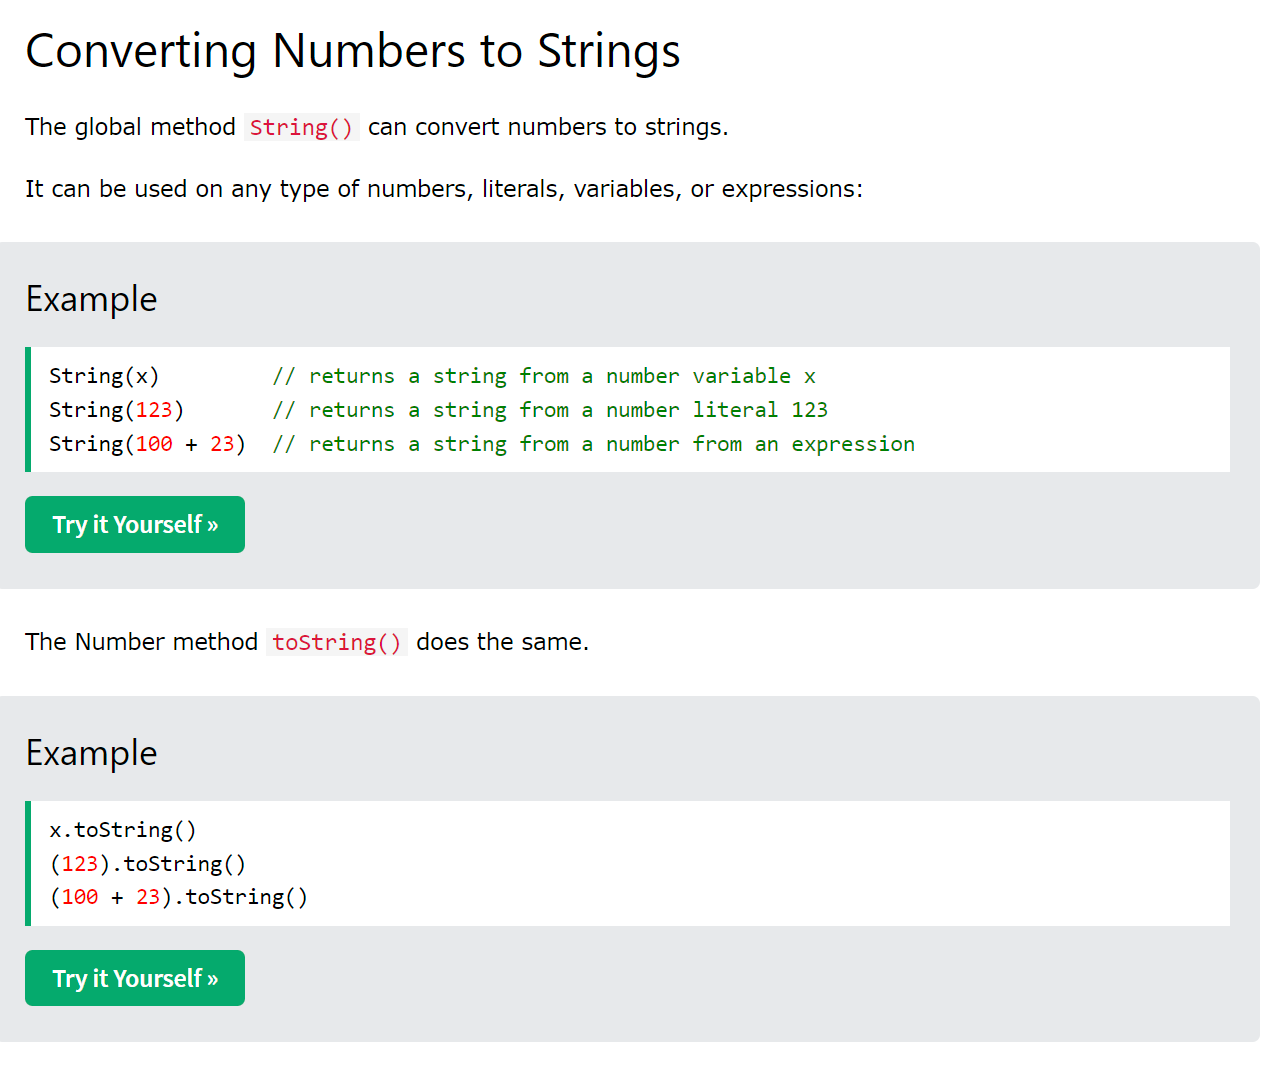 Converting Numbers to Strings
The global method String() can convert numbers to strings.
It can be used on any type of numbers, literals, variables, or expressions:
Example
String(x)         // returns a string from a number variable x
String(123)       // returns a string from a number literal 123
String(100 + 23)  // returns a string from a number from an expression
Try it Yourself »
The Number method toString() does the same.
Example
x.toString()
(123).toString()
(100 + 23).toString()
Try it Yourself »